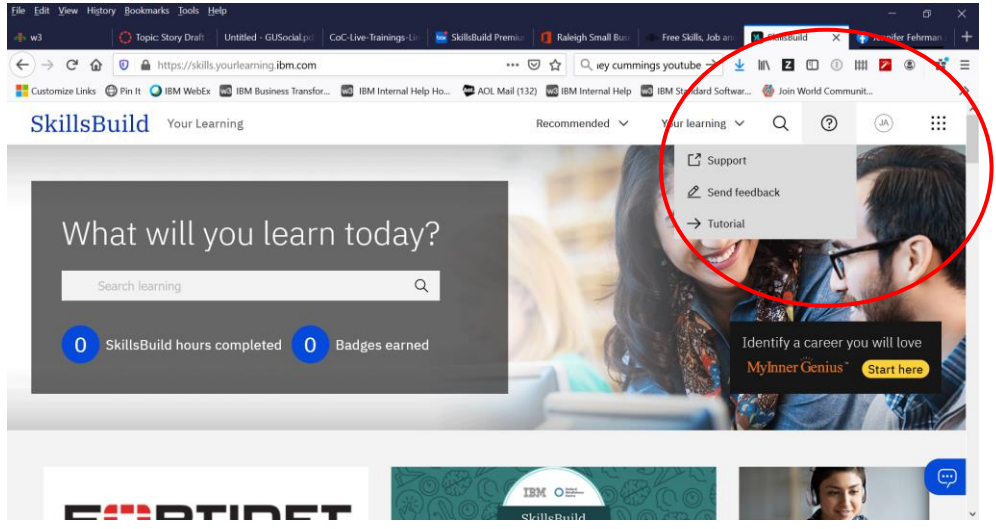 File Edit View History Bookmarks Tools Help
w3 Topic: Story Draft Untitled - GUSocial.pd CoC-Live-Trainings-Lin SkillsBuild Premiu Raleigh Small Busi Free Skills, Job an SkillsBuild Jennifer Fehrman
https://skills.yourlearning.ibm.com ey cummings youtube
Customize Links Pin It IBM WebEx IBM Business Transfor... IBM Internal Help Ho... AOL Mail (132) IBM Internal Help IBM Standard Softwar... Join World Communit...
SkillsBuild Your Learning Recommended Your learning JA
Support
Send feedback
Tutorial
What will you learn today?
Search learning
0 SkillsBuild hours completed 0 Badges earned
Identify a career you will love
MyInner Genius Start here
FORTINET
IBM
SkillsBuild